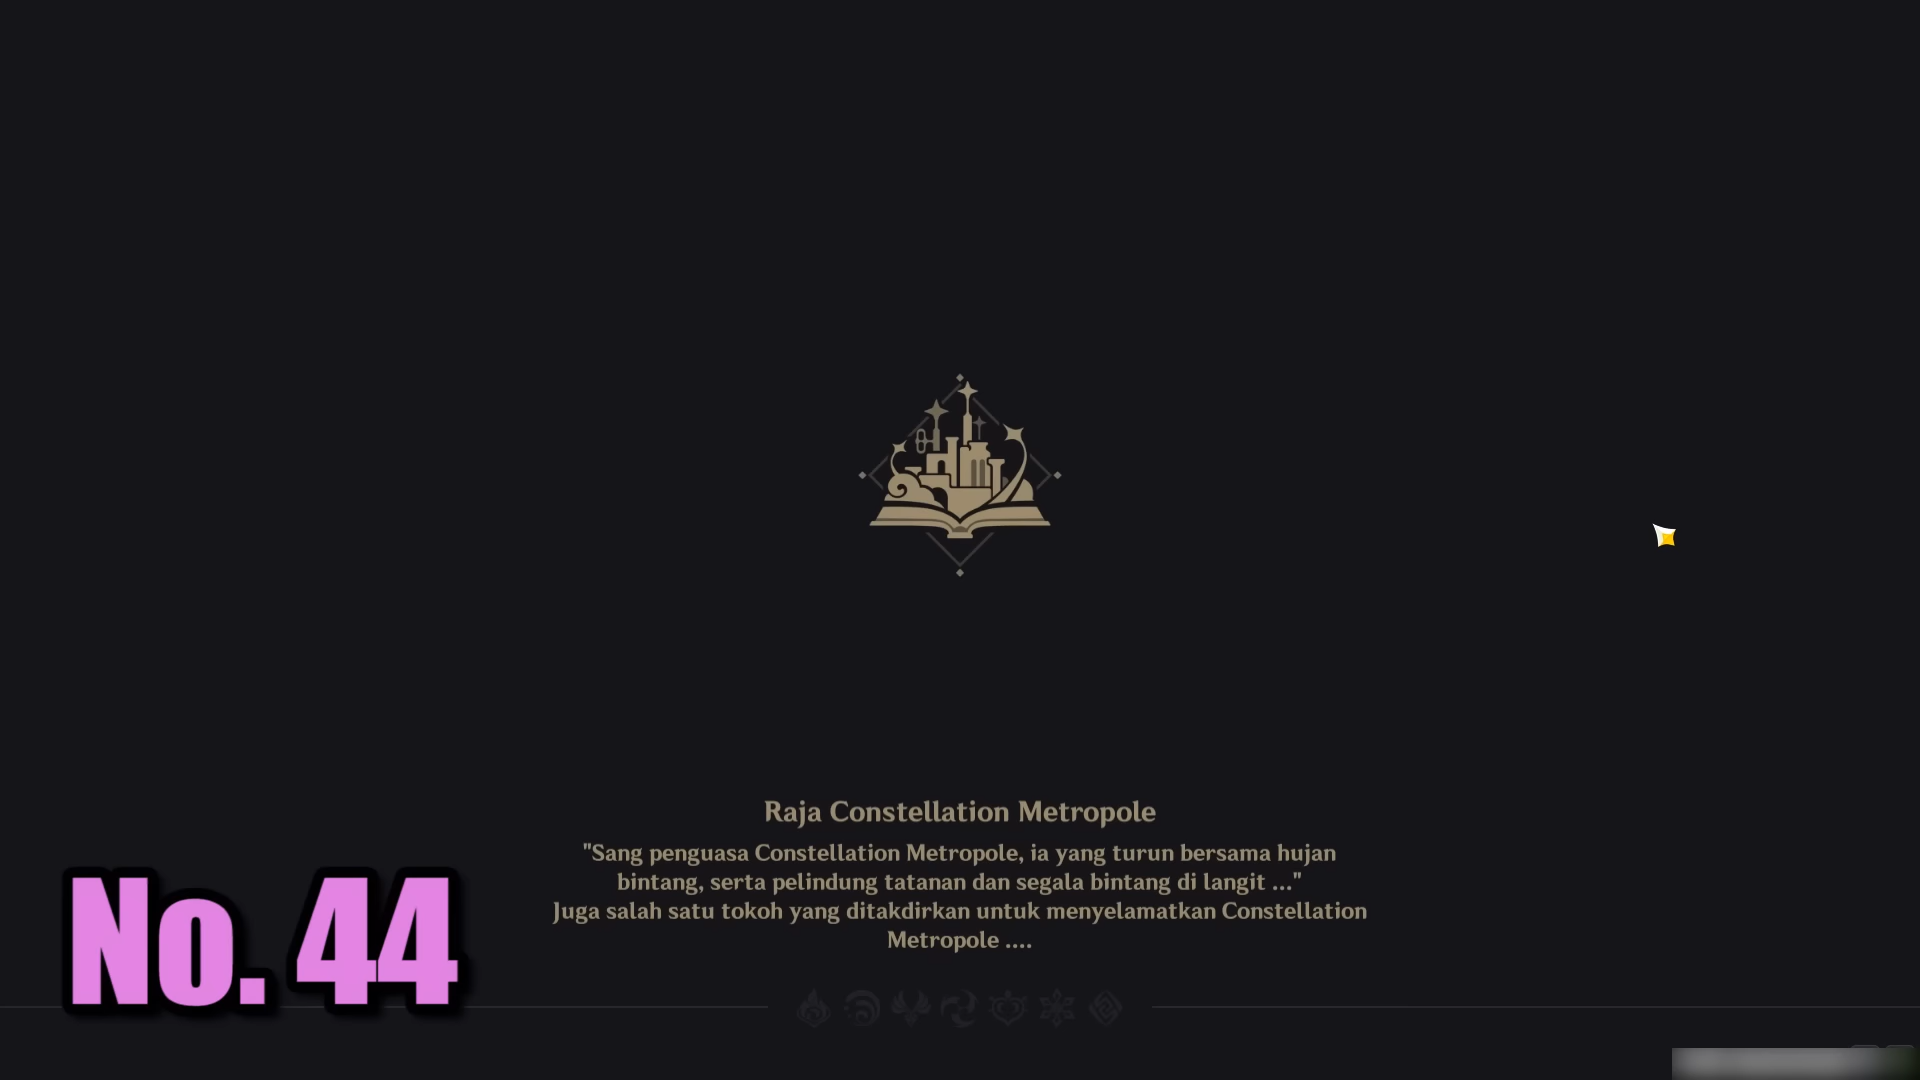 Raja Constellation Metropole
"Sang penguasa Constellation Metropole, ia yang turun bersama hujan
bintang, serta pelindung tatanan dan segala bintang di langit ..."
Juga salah satu tokoh yang ditakdirkan untuk menyelamatkan Constellation
Metropole ....
No. 44